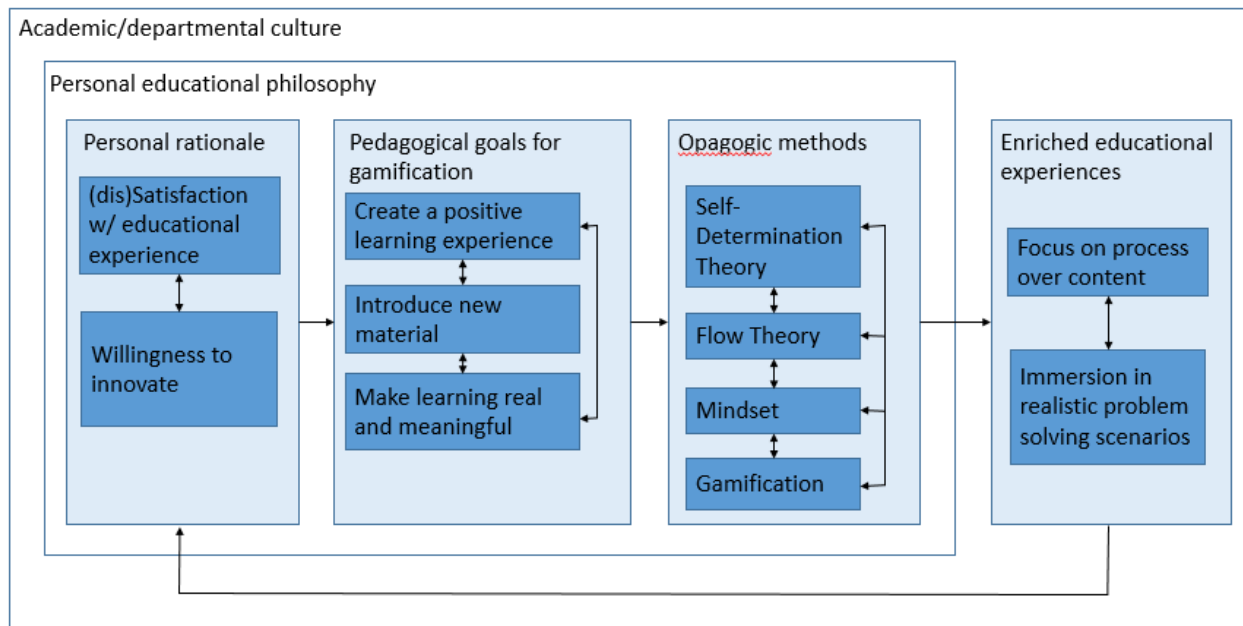 Academic/departmental culture
Personal educational philosophy
Personal rationale
(dis)Satisfaction
w/ educational
experience
Willingness to
innovate
Pedagogical goals for
gamification
Create a positive
learning experience
Introduce new
material
Make learning real
and meaningful
Opagogic methods
Self-
Determination
Theory
Flow Theory
Mindset
Gamification
Enriched educational
experiences
Focus on process
over content
Immersion in
realistic problem
solving scenarios